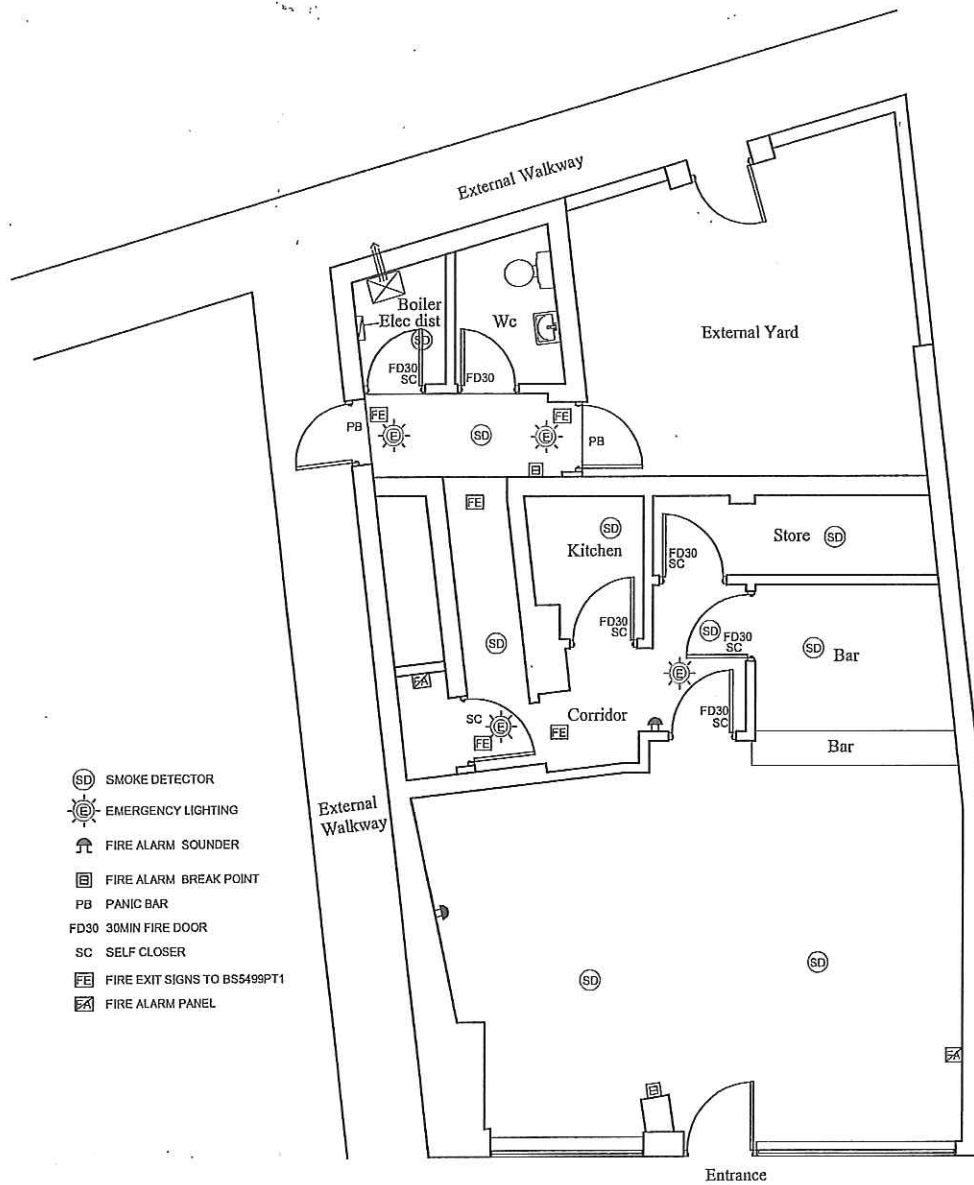 External Walkway
Boiler
Elec dist
SD
Wc
External Yard
FD30
SC
FD30
PB
FE
E
SD
E
FE
PB
FE
SD
Kitchen
FD30
SC
Store
SD
SD
FD30
SC
SD
FD30
SC
SD
Bar
E
FA
SC
E
FE
Corridor
FE
FD30
SC
Bar
SD SMOKE DETECTOR
E EMERGENCY LIGHTING
FIRE ALARM SOUNDER
B FIRE ALARM BREAK POINT
PB PANIC BAR
FD30 30MIN FIRE DOOR
SC SELF CLOSER
FE FIRE EXIT SIGNS TO BS5499PT1
FA FIRE ALARM PANEL
External
Walkway
SD
SD
FA
B
Entrance